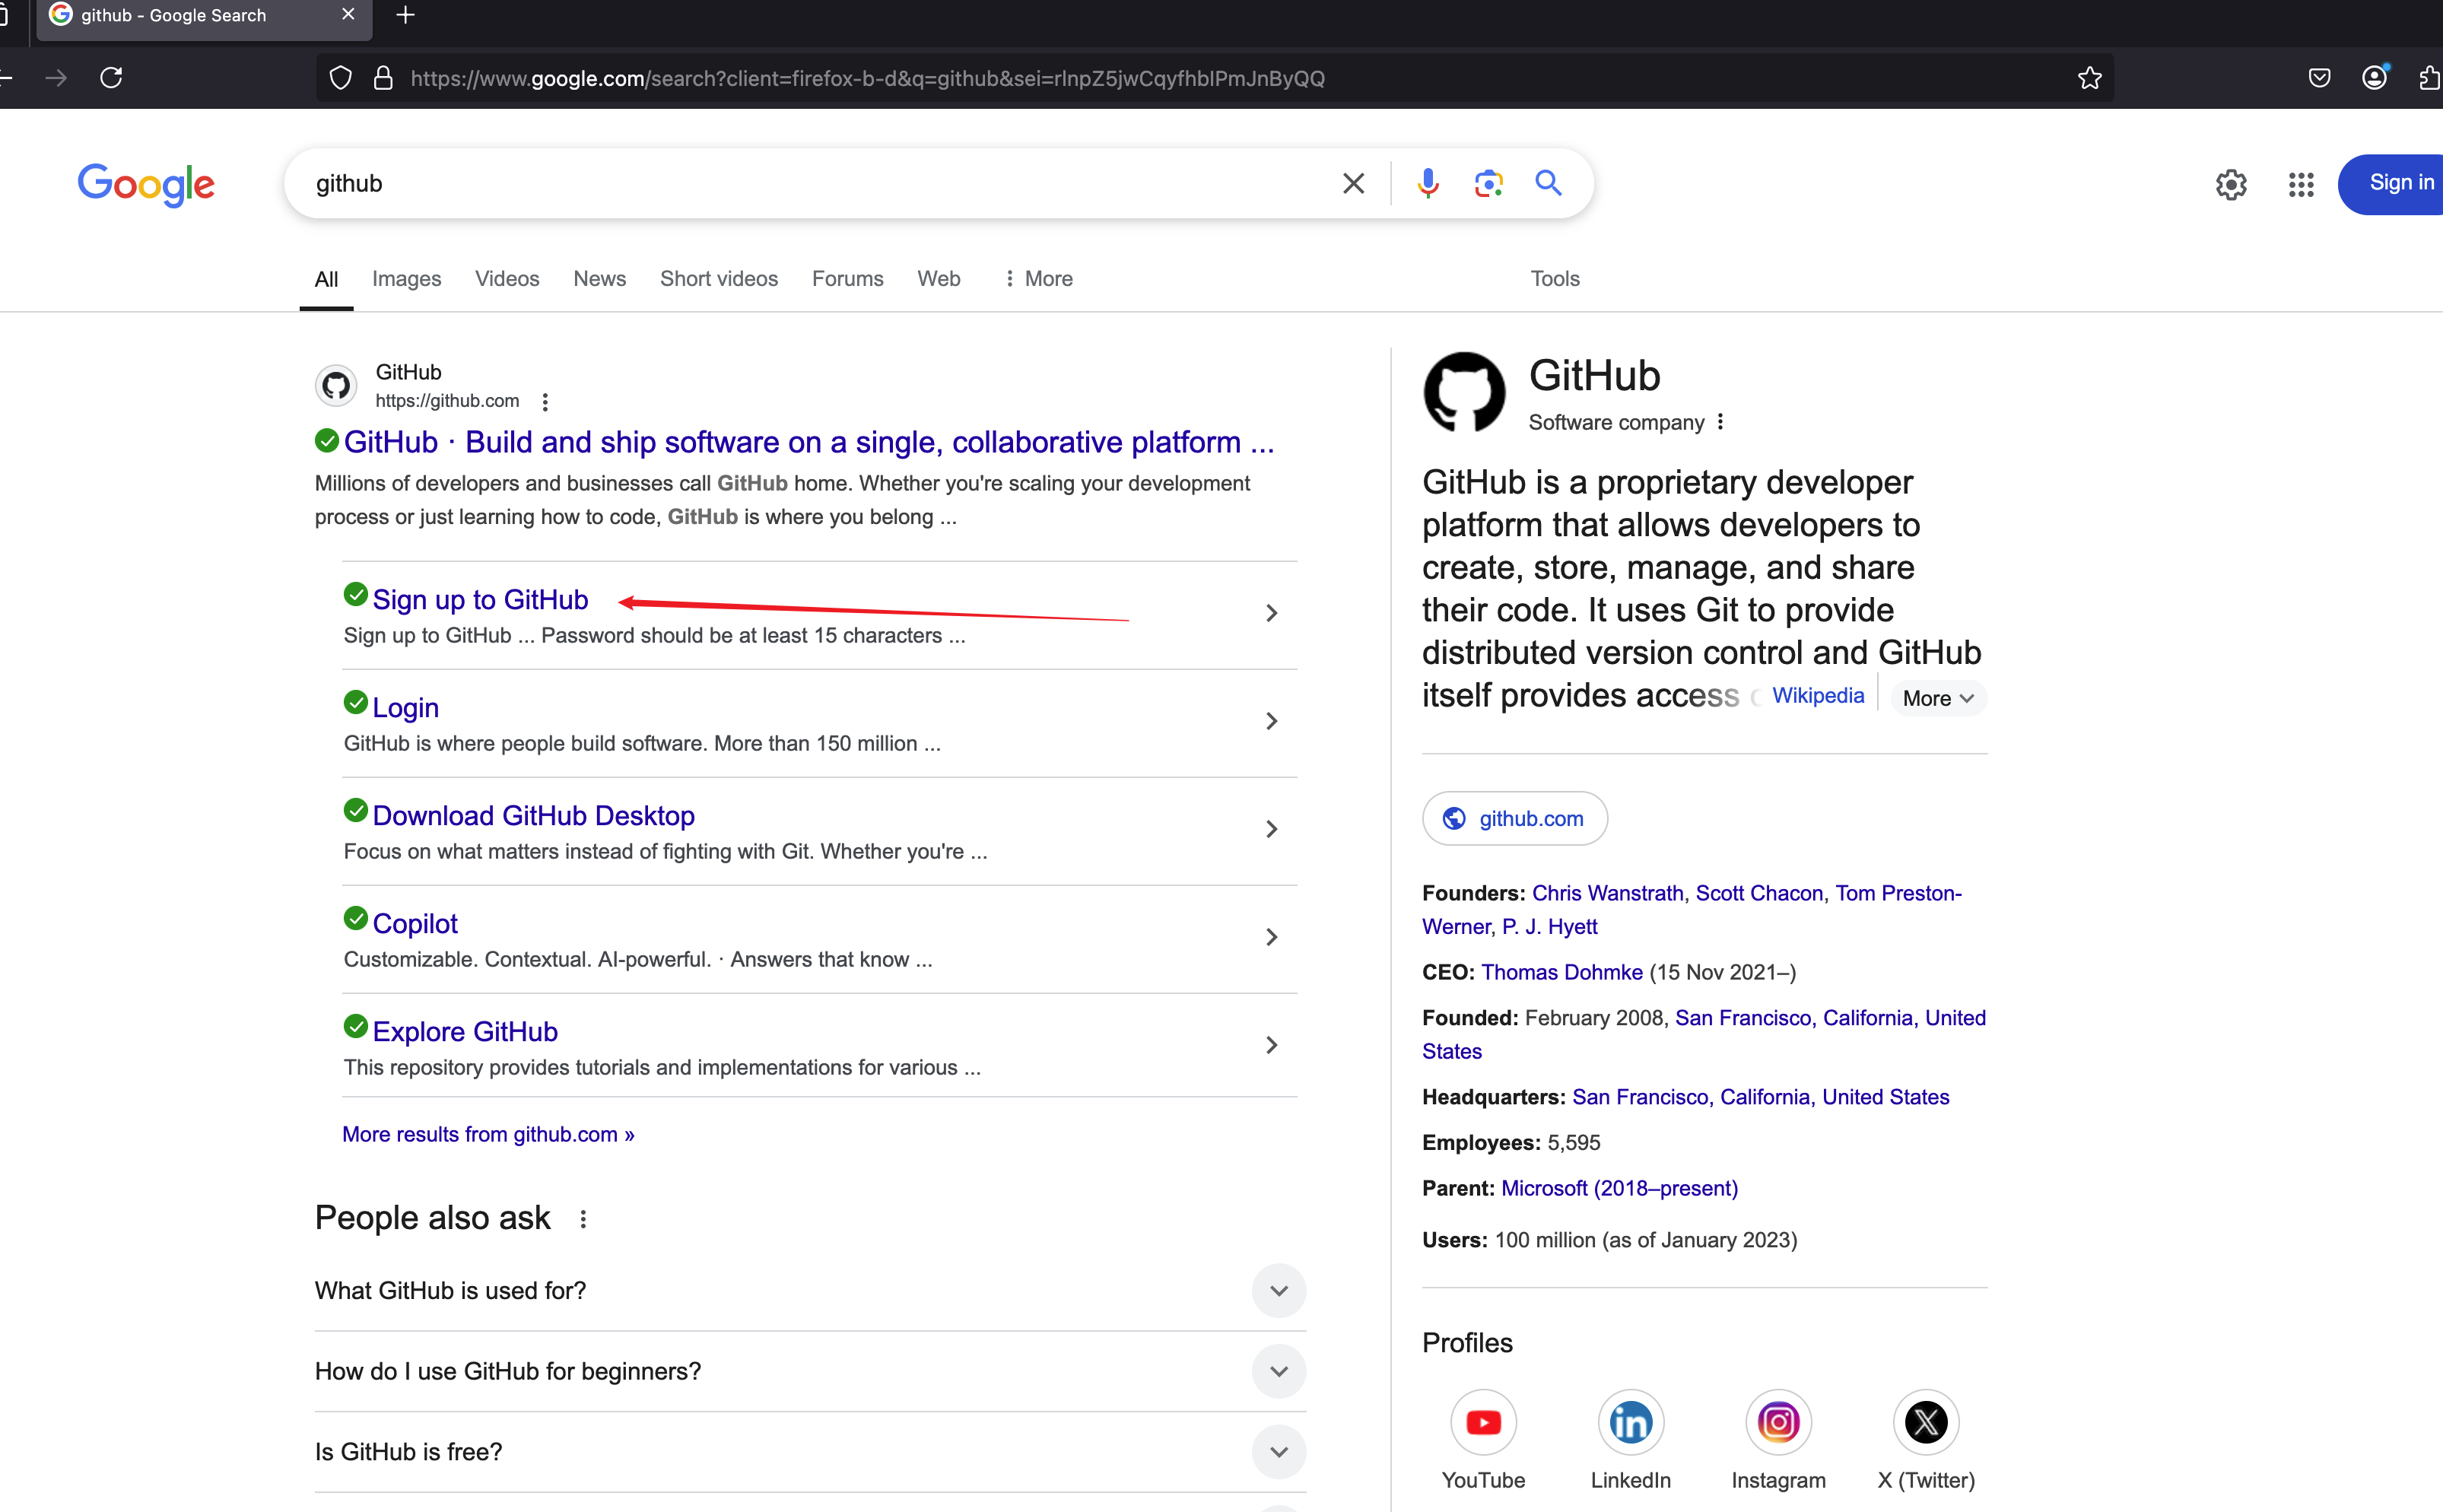 github - Google Search
https://www.google.com/search?client=firefox-b-d&q=github&sei=rlnpZ5jwCqyfhbIPmJnByQQ
Google
github
Sign in
All Images Videos News Short videos Forums Web More Tools
GitHub
https://github.com
GitHub · Build and ship software on a single, collaborative platform ...
Millions of developers and businesses call GitHub home. Whether you're scaling your development
process or just learning how to code, GitHub is where you belong ...
Sign up to GitHub
Sign up to GitHub ... Password should be at least 15 characters ...
Login
GitHub is where people build software. More than 150 million ...
Download GitHub Desktop
Focus on what matters instead of fighting with Git. Whether you're ...
Copilot
Customizable. Contextual. AI-powerful. · Answers that know ...
Explore GitHub
This repository provides tutorials and implementations for various ...
More results from github.com »
People also ask
What GitHub is used for?
How do I use GitHub for beginners?
Is GitHub is free?
GitHub
Software company
GitHub is a proprietary developer
platform that allows developers to
create, store, manage, and share
their code. It uses Git to provide
distributed version control and GitHub
itself provides access Wikipedia More
github.com
Founders: Chris Wanstrath, Scott Chacon, Tom Preston-
Werner, P. J. Hyett
CEO: Thomas Dohmke (15 Nov 2021–)
Founded: February 2008, San Francisco, California, United
States
Headquarters: San Francisco, California, United States
Employees: 5,595
Parent: Microsoft (2018–present)
Users: 100 million (as of January 2023)
Profiles
YouTube LinkedIn Instagram X (Twitter)